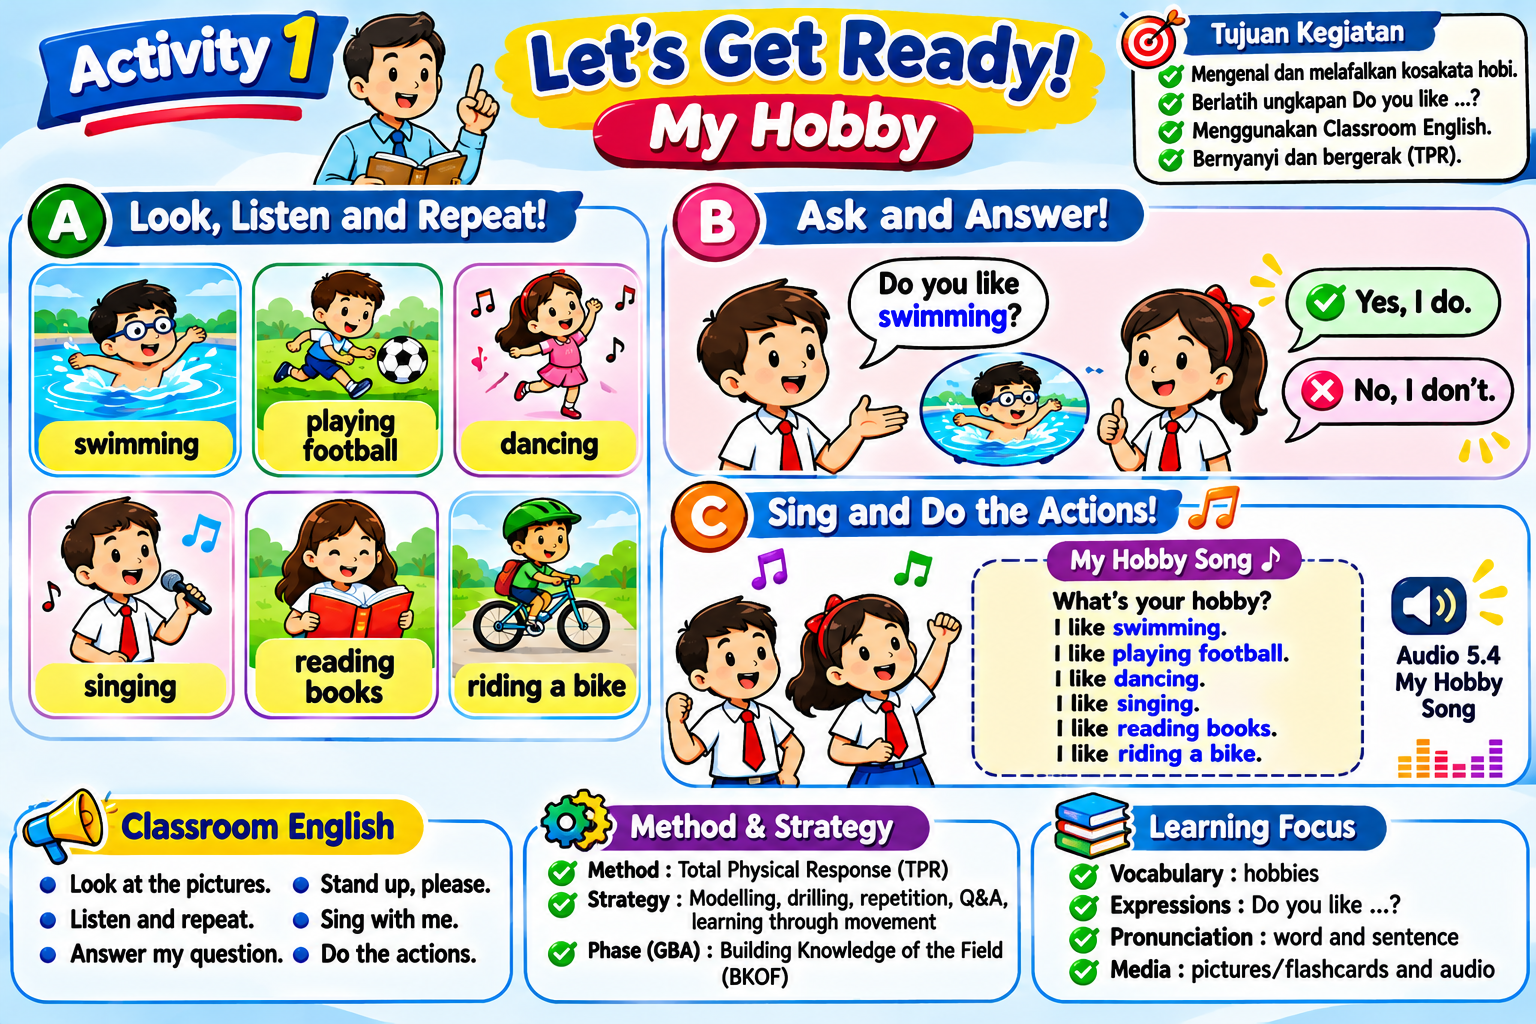 Activity 1
Let's Get Ready!
My Hobby
Tujuan Kegiatan
Mengenal dan melafalkan kosakata hobi.
Berlatih ungkapan Do you like ...?
Menggunakan Classroom English.
Bernyanyi dan bergerak (TPR).
A
Look, Listen and Repeat!
swimming
playing
football
dancing
singing
reading
books
riding a bike
B
Ask and Answer!
Do you like
swimming?
Yes, I do.
No, I don't.
C
Sing and Do the Actions!
My Hobby Song
What's your hobby?
I like swimming.
I like playing football.
I like dancing.
I like singing.
I like reading books.
I like riding a bike.
Audio 5.4
My Hobby
Song
Classroom English
Look at the pictures.
Listen and repeat.
Answer my question.
Stand up, please.
Sing with me.
Do the actions.
Method & Strategy
Method : Total Physical Response (TPR)
Strategy : Modelling, drilling, repetition, Q&A,
learning through movement
Phase (GBA) : Building Knowledge of the Field
(BKOF)
Learning Focus
Vocabulary : hobbies
Expressions : Do you like ...?
Pronunciation : word and sentence
Media : pictures/flashcards and audio